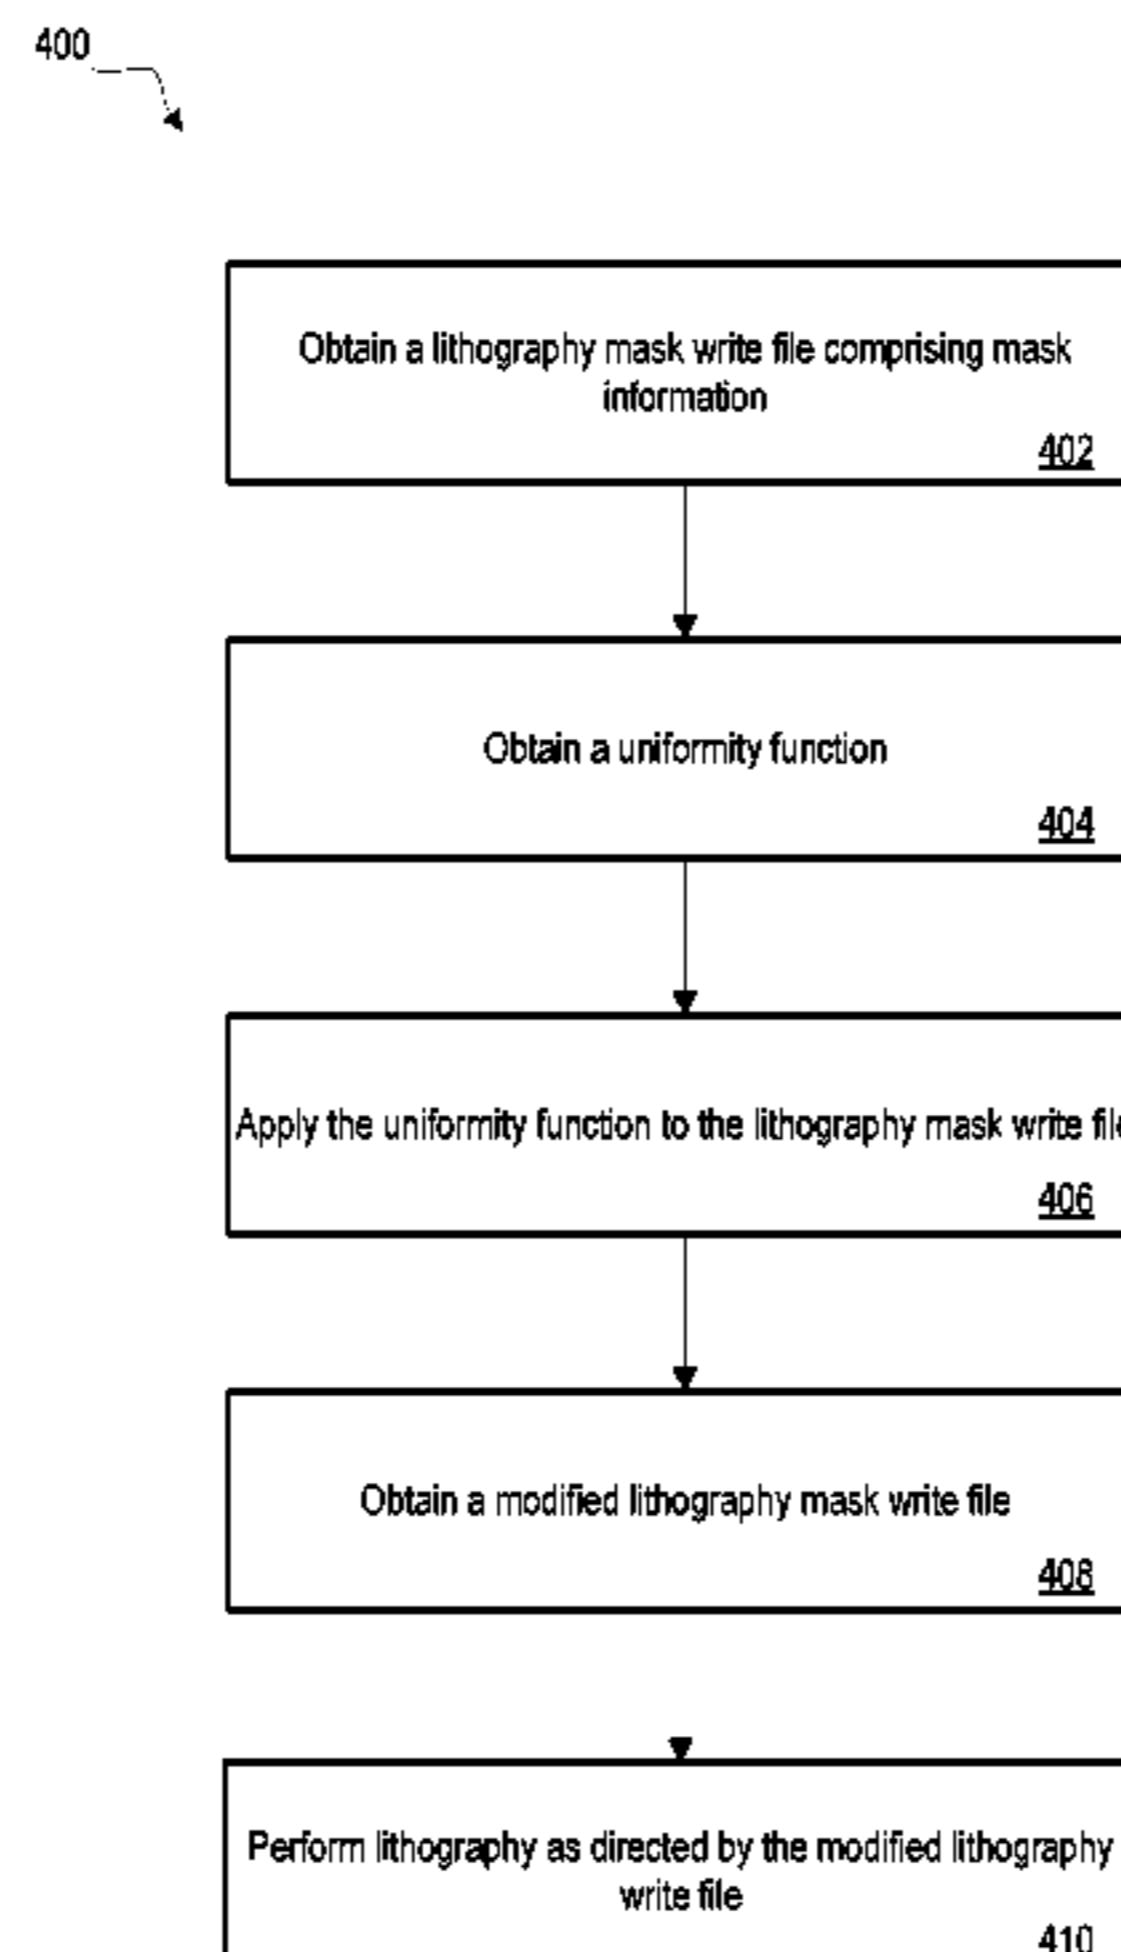 400
Obtain a lithography mask write file comprising mask
information
402
Obtain a uniformity function
404
Apply the uniformity function to the lithography mask write
406
Obtain a modified lithography mask write file
408
Perform lithography as directed by the modified lithography
write file
410